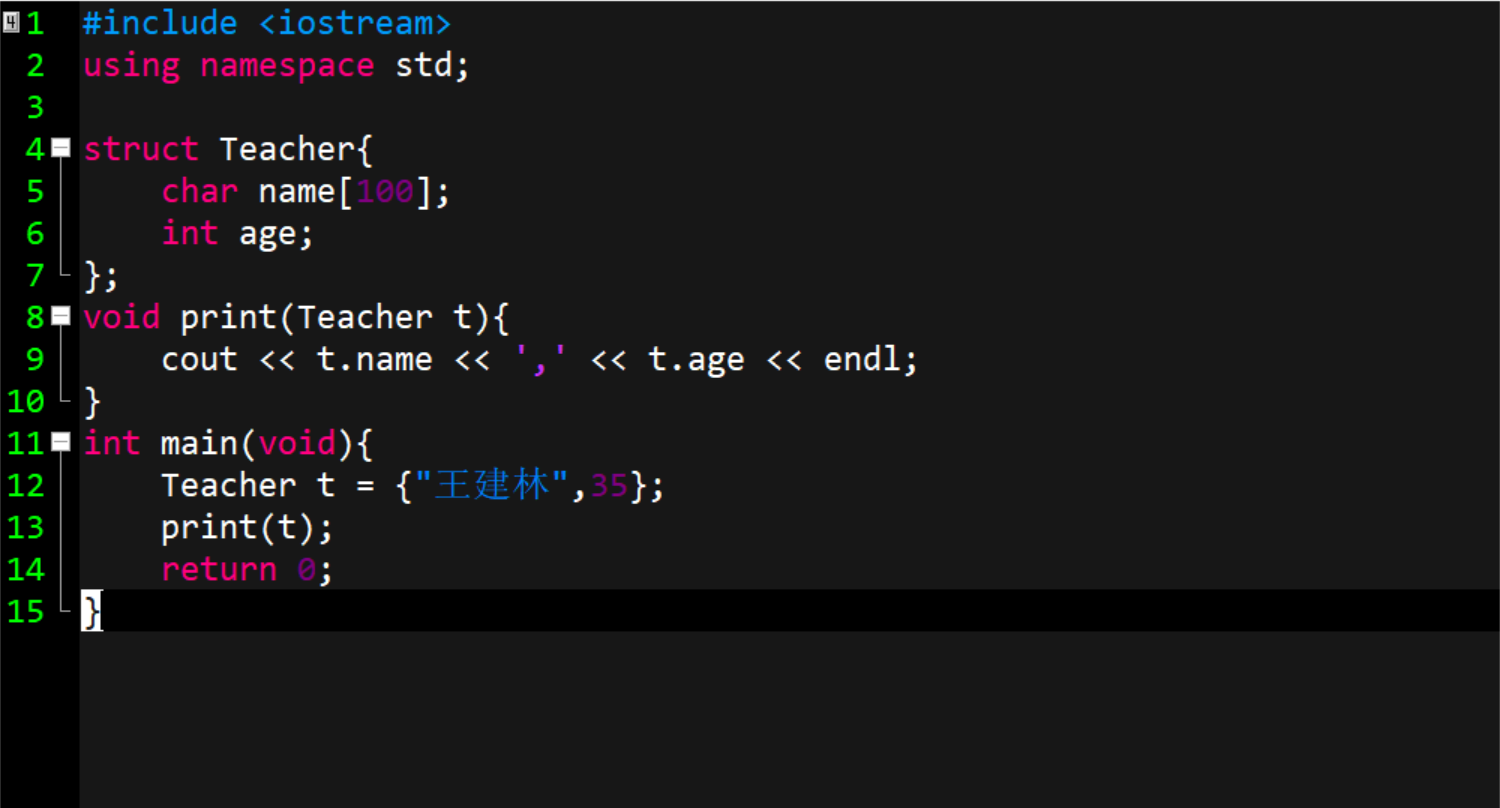 1 #include <iostream>
2 using namespace std;
3
4 struct Teacher{
5     char name[100];
6     int age;
7 };
8 void print(Teacher t){
9     cout << t.name << ',' << t.age << endl;
10 }
11 int main(void){
12     Teacher t = {"王建林",35};
13     print(t);
14     return 0;
15 }